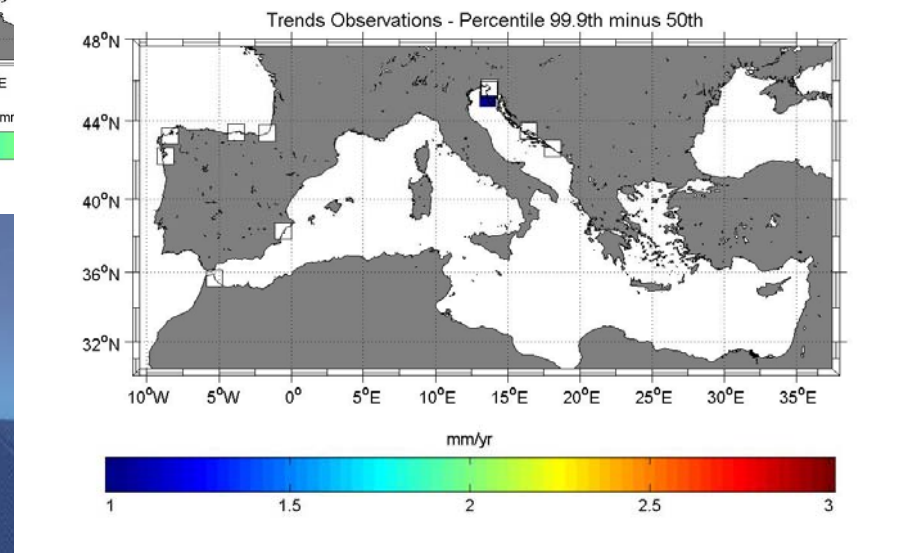 Trends Observations - Percentile 99.9th minus 50th
48°N
44°N
40°N
36°N
32°N
10°W 5°W 0° 5°E 10°E 15°E 20°E 25°E 30°E 35°E
mm/yr
1 1.5 2 2.5 3
E